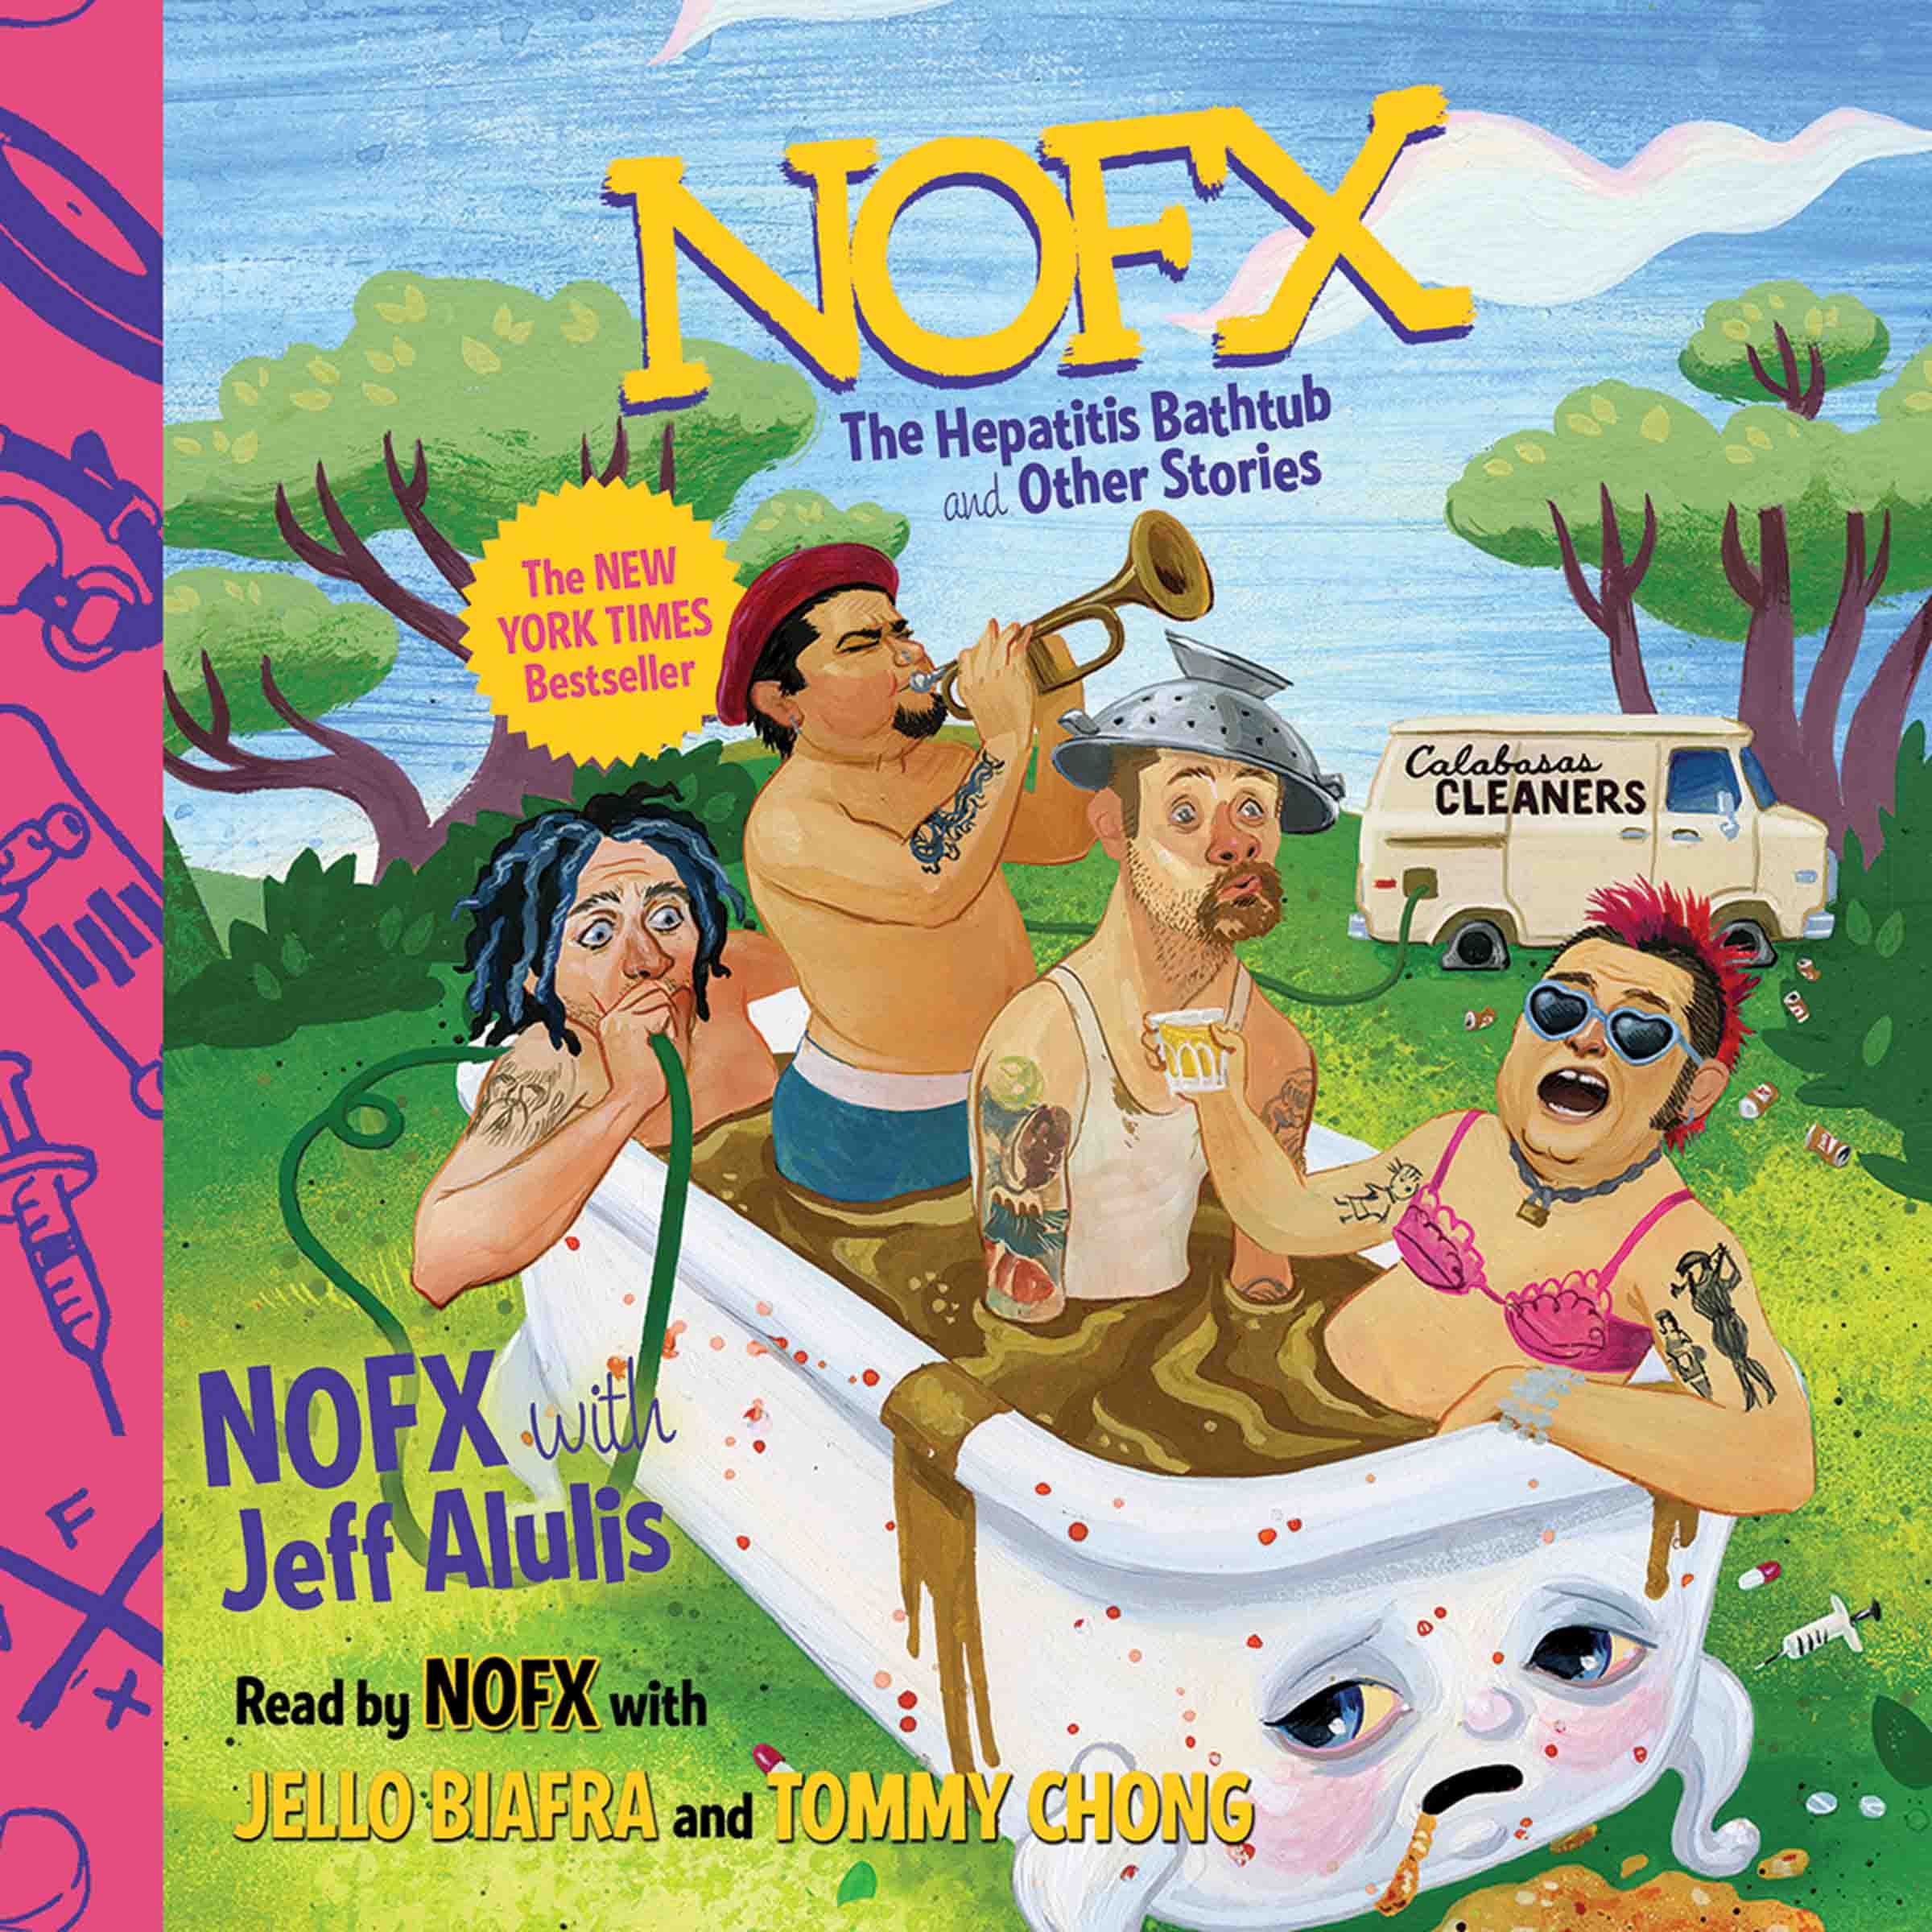 NOFX
The Hepatitis Bathtub
and Other Stories
The NEW
YORK TIMES
Bestseller
Calabasas
CLEANERS
NOFX with
Jeff Alulis
Read by NOFX with
JELLO BIAFRA and TOMMY CHONG
F
X